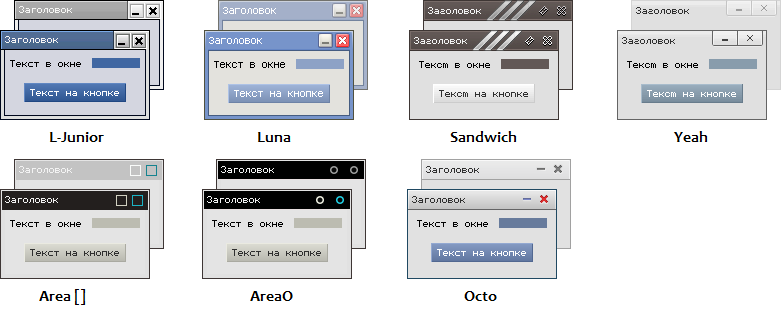 Заголовок
Заголовок
Текст в окне
Текст на кнопке
L-Junior
Заголовок
Заголовок
Текст в окне
Текст на кнопке
Luna
Заголовок
Заголовок
Текст в окне
Текст на кнопке
Sandwich
Заголовок
Заголовок
Текст в окне
Текст на кнопке
Yeah
Заголовок
Заголовок
Текст в окне
Текст на кнопке
Area []
Заголовок
Заголовок
Текст в окне
Текст на кнопке
AreaO
Заголовок
Заголовок
Текст в окне
Текст на кнопке
Octo